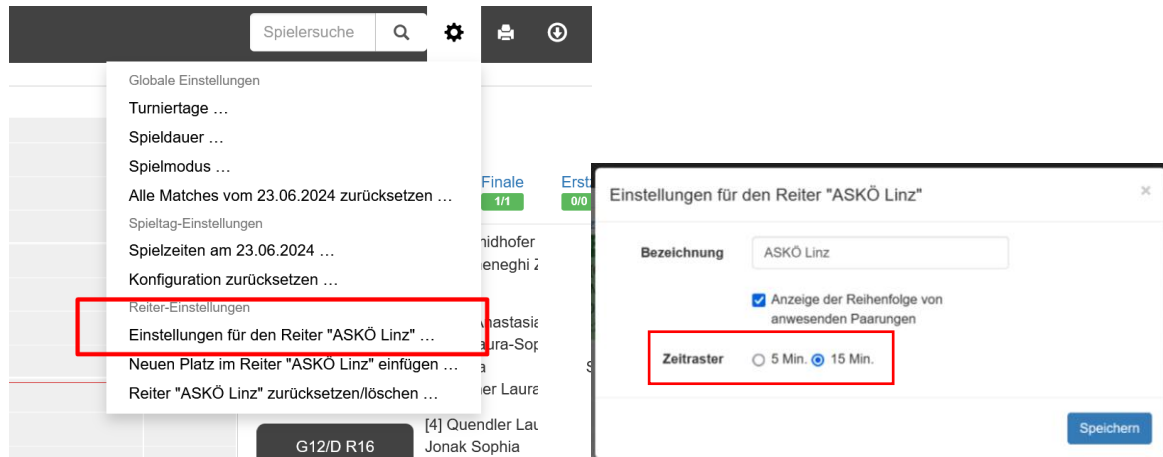 Spielersuche
Globale Einstellungen
Turniertage ...
Spieldauer ...
Spielmodus ...
Alle Matches vom 23.06.2024 zurücksetzen ...
Spieltag-Einstellungen
Spielzeiten am 23.06.2024 ...
Konfiguration zurücksetzen ...
Reiter-Einstellungen
Einstellungen für den Reiter "ASKÖ Linz" ...
Neuen Platz im Reiter "ASKÖ Linz" einfügen ...
Reiter "ASKÖ Linz" zurücksetzen/löschen ...
Finale
1/1
0/0
[4] Quendler
G12/D R16
Jonak Sophia
Einstellungen für den Reiter "ASKÖ Linz"
×
Bezeichnung ASKÖ Linz
Anzeige der Reihenfolge von
anwesenden Paarungen
Zeitraster 5 Min. 15 Min.
Speichern